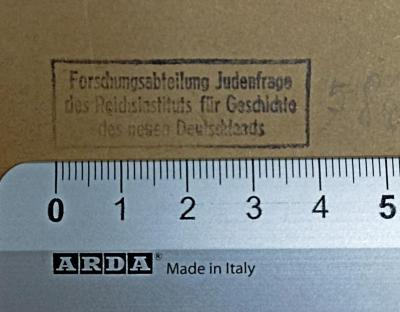 Forschungsabteilung Judenfrage
des Reichsinstituts für Geschichte
des neuen Deutschlands
0 1 2 3 4 5
ARDA® Made in Italy